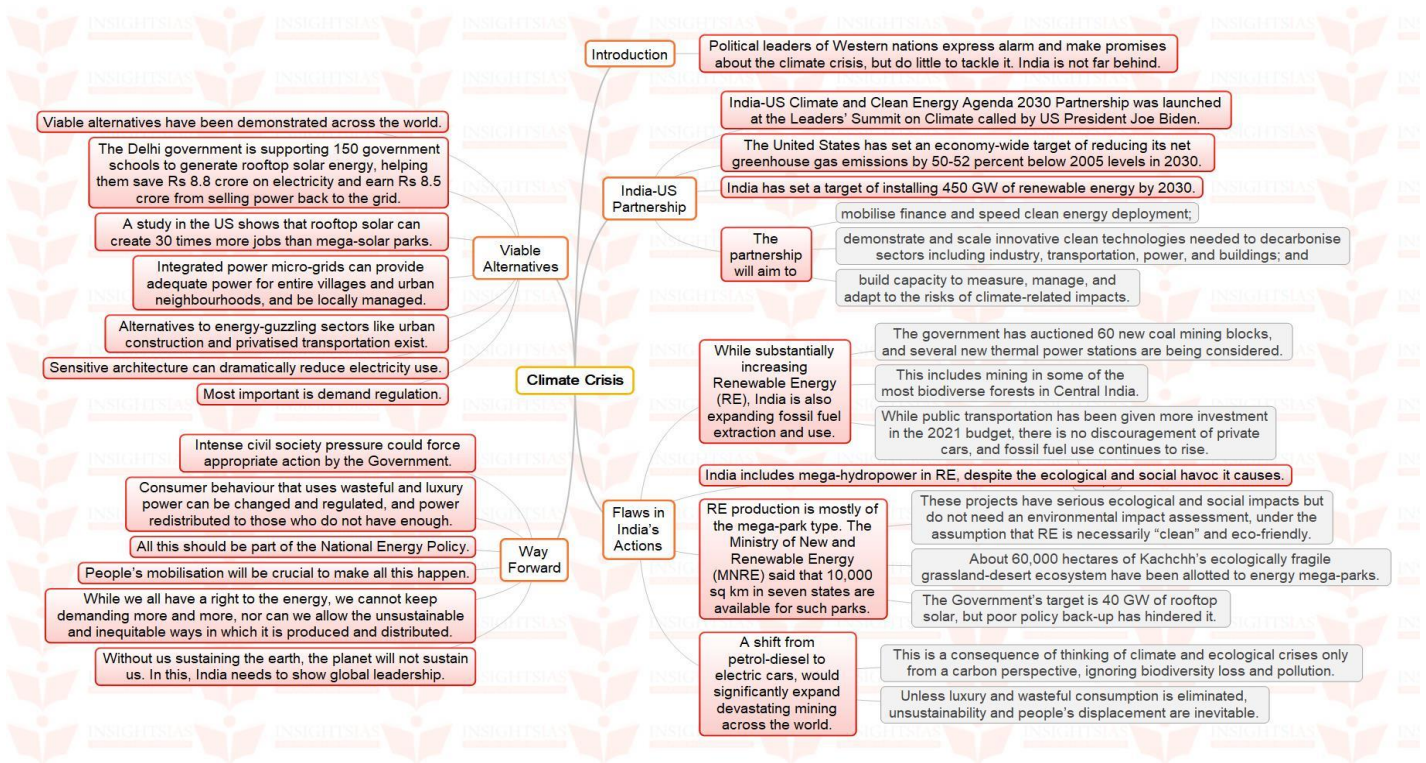 Climate Crisis
Introduction
Political leaders of Western nations express alarm and make promises
about the climate crisis, but do little to tackle it. India is not far behind.
India-US
Partnership
India-US Climate and Clean Energy Agenda 2030 Partnership was launched
at the Leaders' Summit on Climate called by US President Joe Biden.
The United States has set an economy-wide target of reducing its net
greenhouse gas emissions by 50-52 percent below 2005 levels in 2030.
India has set a target of installing 450 GW of renewable energy by 2030.
The
partnership
will aim to
mobilise finance and speed clean energy deployment;
demonstrate and scale innovative clean technologies needed to decarbonise
sectors including industry, transportation, power, and buildings; and
build capacity to measure, manage, and
adapt to the risks of climate-related impacts.
Flaws in
India's
Actions
While substantially
increasing
Renewable Energy
(RE), India is also
expanding fossil fuel
extraction and use.
The government has auctioned 60 new coal mining blocks,
and several new thermal power stations are being considered.
This includes mining in some of the
most biodiverse forests in Central India.
While public transportation has been given more investment
in the 2021 budget, there is no discouragement of private
cars, and fossil fuel use continues to rise.
India includes mega-hydropower in RE, despite the ecological and social havoc it causes.
RE production is mostly of
the mega-park type. The
Ministry of New and
Renewable Energy
(MNRE) said that 10,000
sq km in seven states are
available for such parks.
These projects have serious ecological and social impacts but
do not need an environmental impact assessment, under the
assumption that RE is necessarily “clean” and eco-friendly.
About 60,000 hectares of Kachchh's ecologically fragile
grassland-desert ecosystem have been allotted to energy mega-parks.
The Government's target is 40 GW of rooftop
solar, but poor policy back-up has hindered it.
A shift from
petrol-diesel to
electric cars, would
significantly expand
devastating mining
across the world.
This is a consequence of thinking of climate and ecological crises only
from a carbon perspective, ignoring biodiversity loss and pollution.
Unless luxury and wasteful consumption is eliminated,
unsustainability and people's displacement are inevitable.
Viable
Alternatives
Viable alternatives have been demonstrated across the world.
The Delhi government is supporting 150 government
schools to generate rooftop solar energy, helping
them save Rs 8.8 crore on electricity and earn Rs 8.5
crore from selling power back to the grid.
A study in the US shows that rooftop solar can
create 30 times more jobs than mega-solar parks.
Integrated power micro-grids can provide
adequate power for entire villages and urban
neighbourhoods, and be locally managed.
Alternatives to energy-guzzling sectors like urban
construction and privatised transportation exist.
Sensitive architecture can dramatically reduce electricity use.
Most important is demand regulation.
Way
Forward
Intense civil society pressure could force
appropriate action by the Government.
Consumer behaviour that uses wasteful and luxury
power can be changed and regulated, and power
redistributed to those who do not have enough.
All this should be part of the National Energy Policy.
People's mobilisation will be crucial to make all this happen.
While we all have a right to the energy, we cannot keep
demanding more and more, nor can we allow the unsustainable
and inequitable ways in which it is produced and distributed.
Without us sustaining the earth, the planet will not sustain
us. In this, India needs to show global leadership.
INSIGHTSIAS